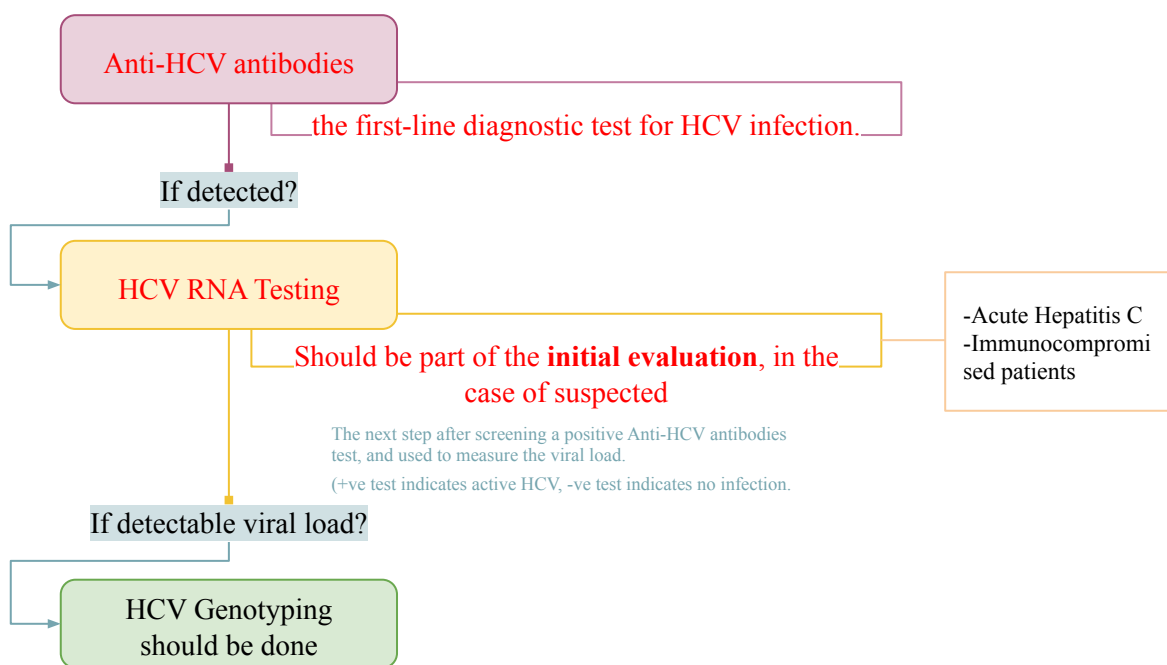 Anti-HCV antibodies
the first-line diagnostic test for HCV infection.
If detected?
HCV RNA Testing
Should be part of the initial evaluation, in the
case of suspected
-Acute Hepatitis C
-Immunocompromi
sed patients
The next step after screening a positive Anti-HCV antibodies
test, and used to measure the viral load.
(+ve test indicates active HCV, -ve test indicates no infection.
If detectable viral load?
HCV Genotyping
should be done